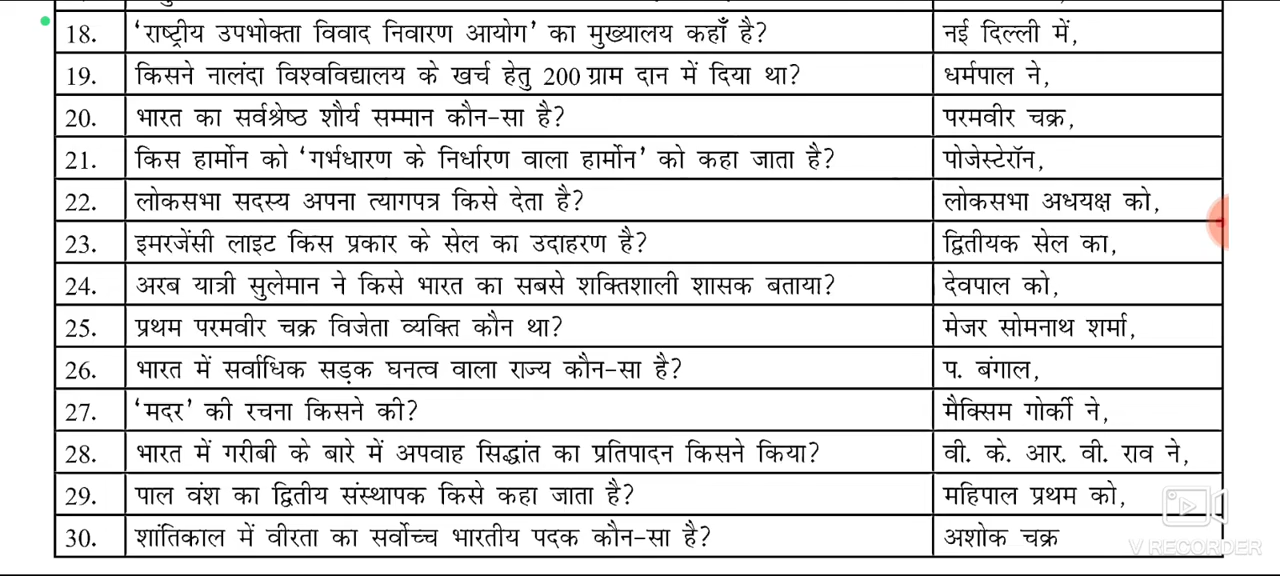 18. ‘राष्ट्रीय उपभोक्ता विवाद निवारण आयोग’ का मुख्यालय कहाँ है? नई दिल्ली में,
19. किसने नालंदा विश्वविद्यालय के खर्च हेतु 200 ग्राम दान में दिया था? धर्मपाल ने,
20. भारत का सर्वश्रेष्ठ शौर्य सम्मान कौन-सा है? परमवीर चक्र,
21. किस हार्मोन को ‘गर्भधारण के निर्धारण वाला हार्मोन’ को कहा जाता है? पोजेस्टेरॉन,
22. लोकसभा सदस्य अपना त्यागपत्र किसे देता है? लोकसभा अधयक्ष को,
23. इमरजेंसी लाइट किस प्रकार के सेल का उदाहरण है? द्वितीयक सेल का,
24. अरब यात्री सुलेमान ने किसे भारत का सबसे शक्तिशाली शासक बताया? देवपाल को,
25. प्रथम परमवीर चक्र विजेता व्यक्ति कौन था? मेजर सोमनाथ शर्मा,
26. भारत में सर्वाधिक सड़क घनत्व वाला राज्य कौन-सा है? प. बंगाल,
27. ‘मदर’ की रचना किसने की? मैक्सिम गोर्की ने,
28. भारत में गरीबी के बारे में अपवाह सिद्धांत का प्रतिपादन किसने किया? वी. के. आर. वी. राव ने,
29. पाल वंश का द्वितीय संस्थापक किसे कहा जाता है? महिपाल प्रथम को,
30. शांतिकाल में वीरता का सर्वोच्च भारतीय पदक कौन-सा है? अशोक चक्र
V RECORDER